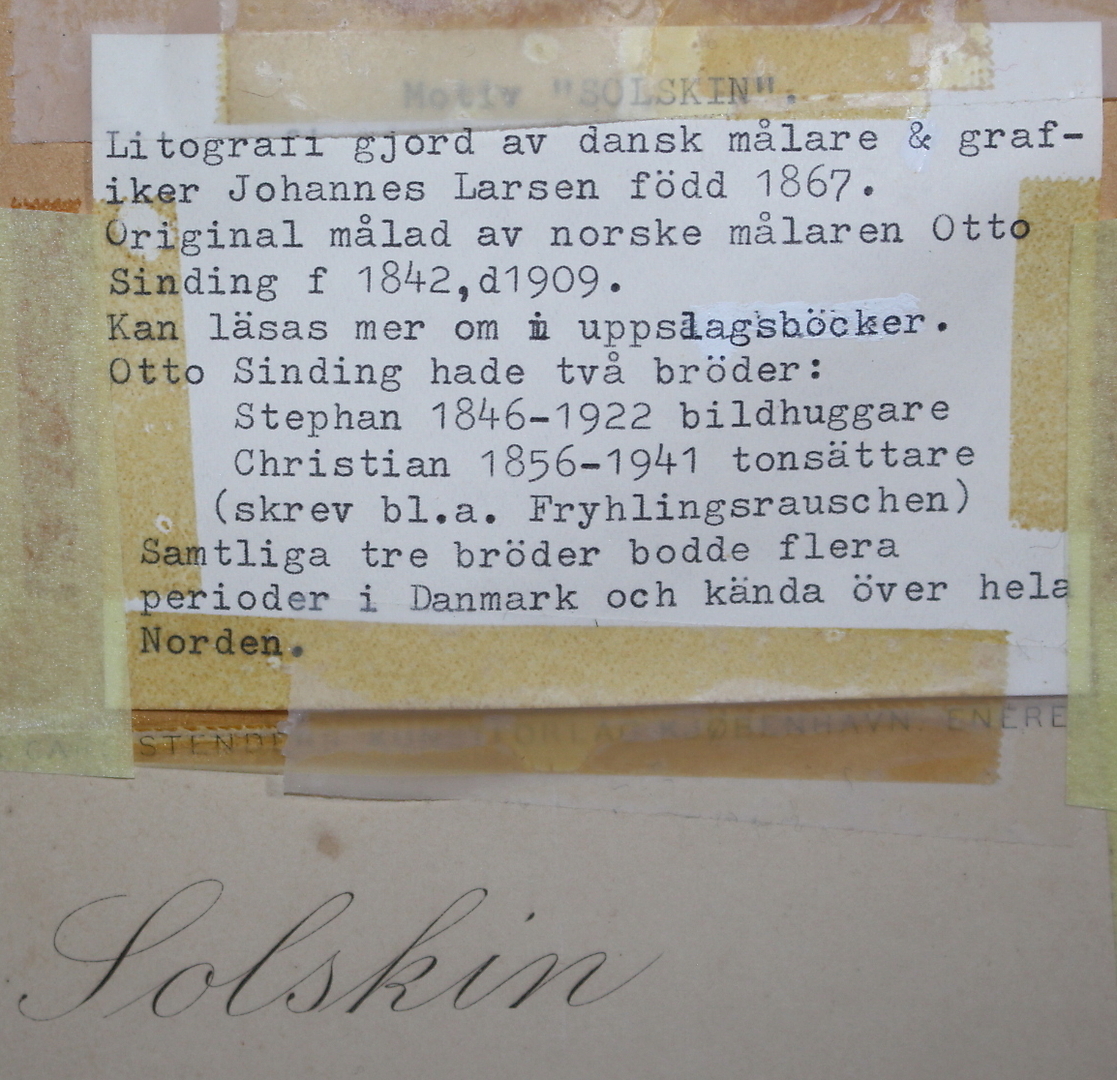 Motiv "SOLSKIN".
Litografi gjord av dansk målare & graf-
iker Johannes Larsen född 1867.
Original målad av norske målaren Otto
Sinding f 1842,d1909.
Kan läsas mer om i uppslagsböcker.
Otto Sinding hade två bröder:
Stephan 1846-1922 bildhuggare
Christian 1856-1941 tonsättare
(skrev bl.a. Fryhlingsrauschen)
Samtliga tre bröder bodde flera
perioder i Danmark och kända över hela
Norden.
KJØBENHAVN. ENERE
Solskin